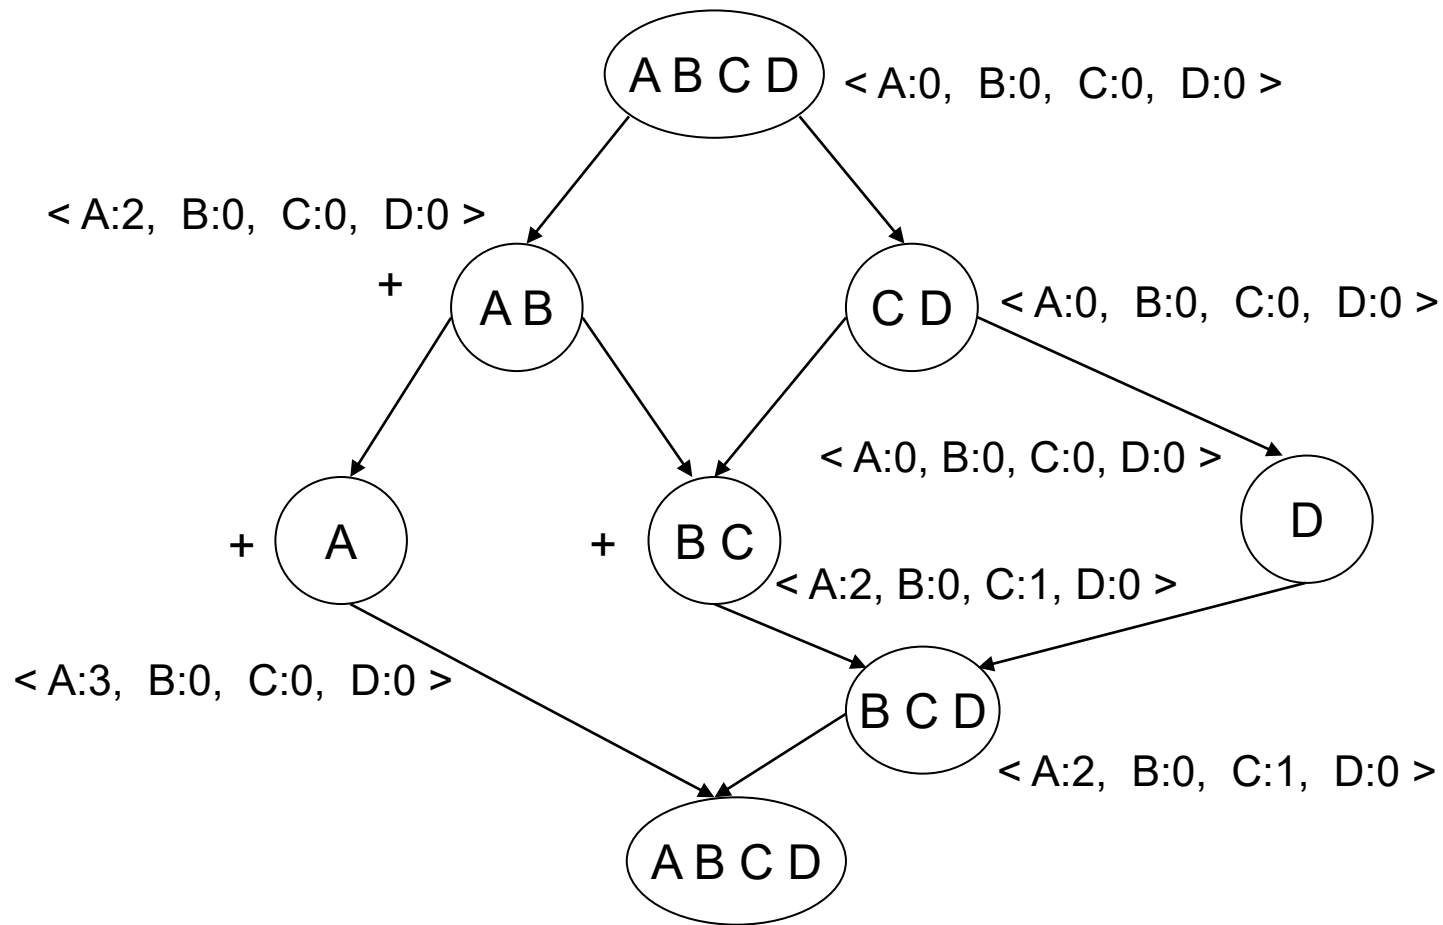 A B C D
< A:0, B:0, C:0, D:0 >
< A:2, B:0, C:0, D:0 >
+
A B
C D
< A:0, B:0, C:0, D:0 >
< A:0, B:0, C:0, D:0 >
+
A
+
B C
D
< A:2, B:0, C:1, D:0 >
< A:3, B:0, C:0, D:0 >
B C D
< A:2, B:0, C:1, D:0 >
A B C D